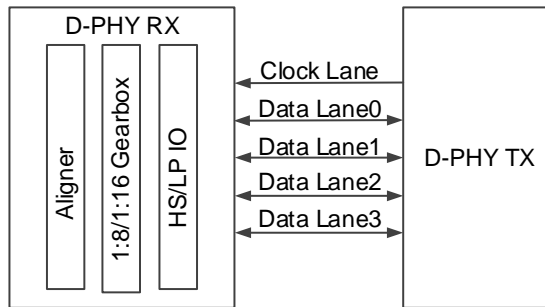 D-PHY RX
Aligner
1:8/1:16 Gearbox
HS/LP IO
Clock Lane
Data Lane0
Data Lane1
Data Lane2
Data Lane3
D-PHY TX